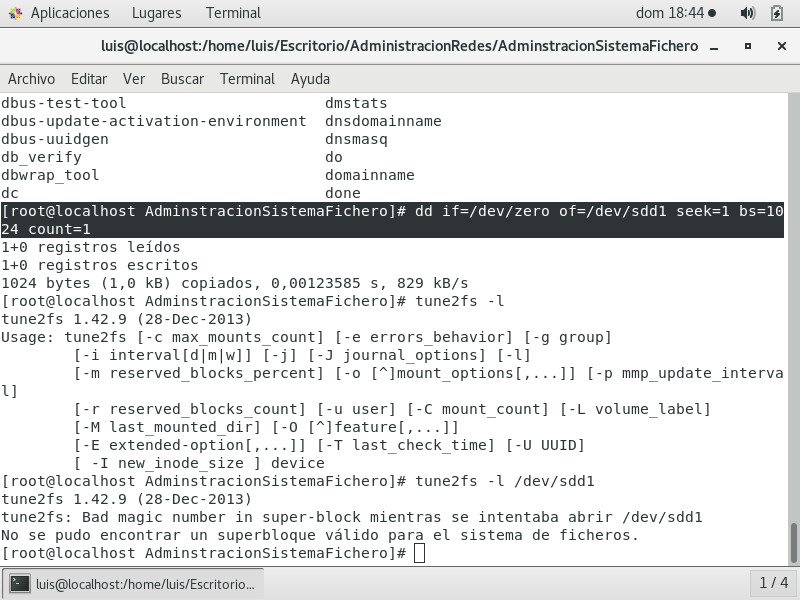 Aplicaciones Lugares Terminal dom 18:44
luis@localhost:/home/luis/Escritorio/AdministracionRedes/AdminstracionSistemaFichero
Archivo Editar Ver Buscar Terminal Ayuda
dbus-test-tool dmstats
dbus-update-activation-environment dnsdomainname
dbus-uuidgen dnsmasq
db_verify do
dbwrap_tool domainname
dc done
[root@localhost AdminstracionSistemaFichero]# dd if=/dev/zero of=/dev/sdd1 seek=1 bs=10
24 count=1
1+0 registros leídos
1+0 registros escritos
1024 bytes (1,0 kB) copiados, 0,00123585 s, 829 kB/s
[root@localhost AdminstracionSistemaFichero]# tune2fs -l
tune2fs 1.42.9 (28-Dec-2013)
Usage: tune2fs [-c max_mounts_count] [-e errors_behavior] [-g group]
[-i interval[d|m|w]] [-j] [-J journal_options] [-l]
[-m reserved_blocks_percent] [-o [^]mount_options[,...]] [-p mmp_update_interva
l]
[-r reserved_blocks_count] [-u user] [-C mount_count] [-L volume_label]
[-M last_mounted_dir] [-O [^]feature[,...]]
[-E extended-option[,...]] [-T last_check_time] [-U UUID]
[ -I new_inode_size ] device
[root@localhost AdminstracionSistemaFichero]# tune2fs -l /dev/sdd1
tune2fs 1.42.9 (28-Dec-2013)
tune2fs: Bad magic number in super-block mientras se intentaba abrir /dev/sdd1
No se pudo encontrar un superbloque válido para el sistema de ficheros.
[root@localhost AdminstracionSistemaFichero]#
luis@localhost:/home/luis/Escritorio... 1 / 4